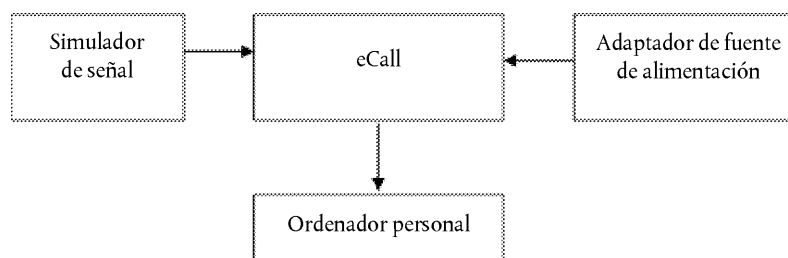 Simulador
de señal
eCall
Adaptador de fuente
de alimentación
Ordenador personal